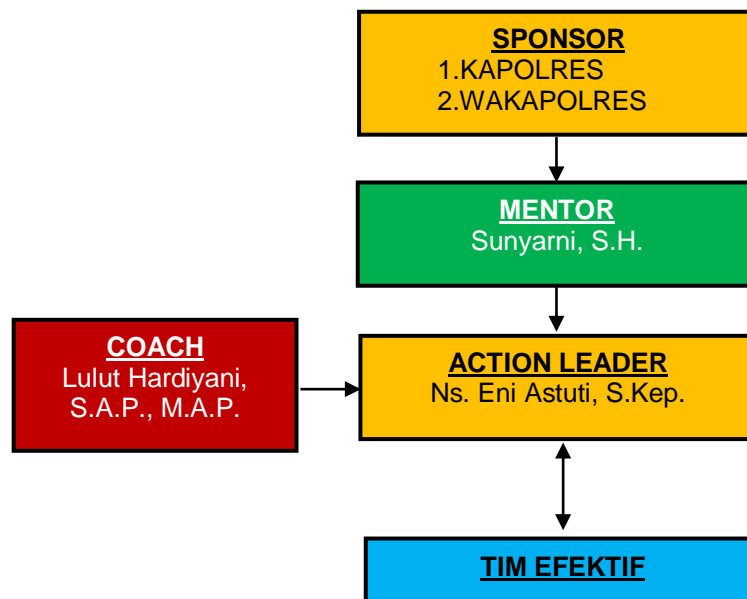 SPONSOR
1.KAPOLRES
2.WAKAPOLRES
MENTOR
Sunyarni, S.H.
COACH
Lulut Hardiyani,
S.A.P., M.A.P.
ACTION LEADER
Ns. Eni Astuti, S.Kep.
TIM EFEKTIF